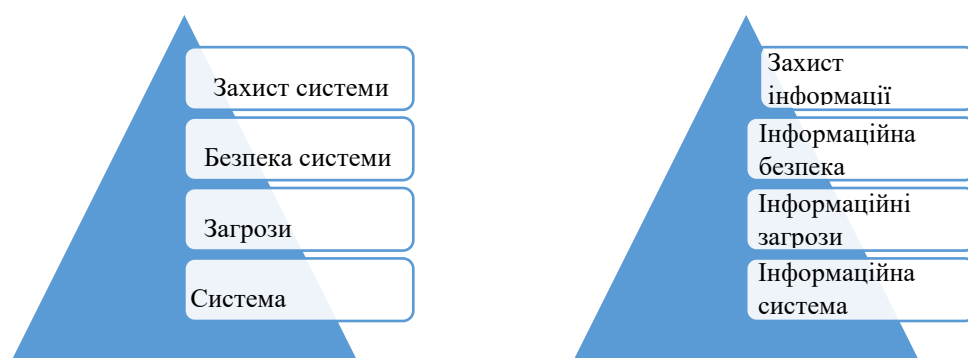 Захист системи
Безпека системи
Загрози
Система
Захист
інформації
Інформаційна
безпека
Інформаційні
загрози
Інформаційна
система